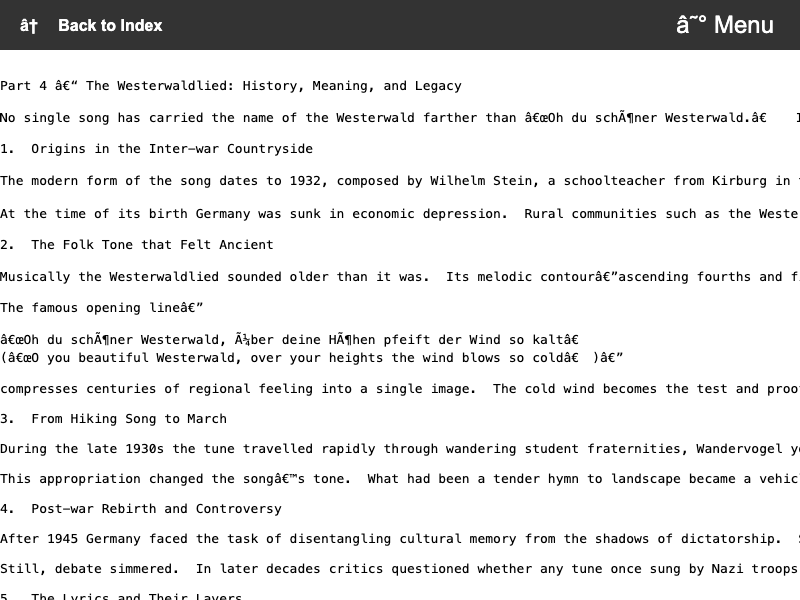 â† Back to Index
â˜° Menu
Part 4 â€“ The Westerwaldlied: History, Meaning, and Legacy
No single song has carried the name of the Westerwald farther than â€œOh du schÃ¶ner Westerwald.â€
1. Origins in the Inter-war Countryside
The modern form of the song dates to 1932, composed by Wilhelm Stein, a schoolteacher from Kirburg in
At the time of its birth Germany was sunk in economic depression. Rural communities such as the Weste
2. The Folk Tone that Felt Ancient
Musically the Westerwaldlied sounded older than it was. Its melodic contourâ€”ascending fourths and f
The famous opening lineâ€”
â€œOh du schÃ¶ner Westerwald, Ã¼ber deine HÃ¶hen pfeift der Wind so kaltâ€
(â€œO you beautiful Westerwald, over your heights the wind blows so coldâ€ )â€”
compresses centuries of regional feeling into a single image. The cold wind becomes the test and proo
3. From Hiking Song to March
During the late 1930s the tune travelled rapidly through wandering student fraternities, Wandervogel y
This appropriation changed the songâ€™s tone. What had been a tender hymn to landscape became a vehic
4. Post-war Rebirth and Controversy
After 1945 Germany faced the task of disentangling cultural memory from the shadows of dictatorship.
Still, debate simmered. In later decades critics questioned whether any tune once sung by Nazi troops
5. The Lyrics and Their Layers